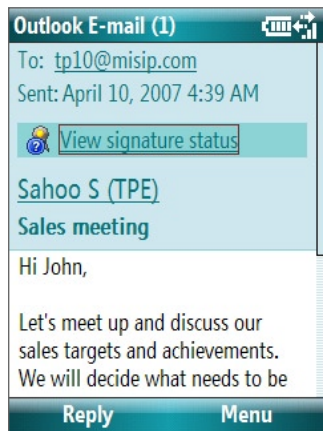 Outlook E-mail (1)
To: tp10@misip.com
Sent: April 10, 2007 4:39 AM
View signature status
Sahoo S (TPE)
Sales meeting
Hi John,
Let's meet up and discuss our
sales targets and achievements.
We will decide what needs to be
Reply Menu